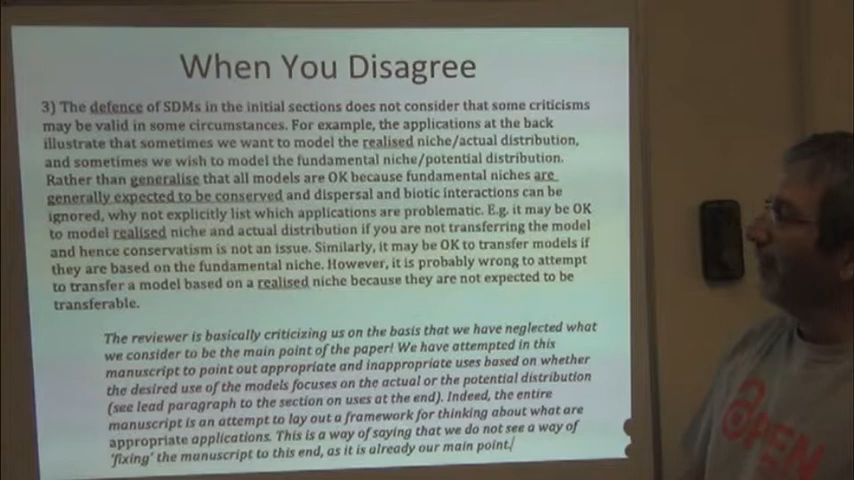 When You Disagree
3) The defence of SDMs in the initial sections does not consider that some criticisms
may be valid in some circumstances. For example, the applications at the back
illustrate that sometimes we want to model the realised niche/actual distribution,
and sometimes we wish to model the fundamental niche/potential distribution.
Rather than generalise that all models are OK because fundamental niches are
generally expected to be conserved and dispersal and biotic interactions can be
ignored, why not explicitly list which applications are problematic. E.g. it may be OK
to model realised niche and actual distribution if you are not transferring the model
and hence conservatism is not an issue. Similarly, it may be OK to transfer models if
they are based on the fundamental niche. However, it is probably wrong to attempt
to transfer a model based on a realised niche because they are not expected to be
transferable.
The reviewer is basically criticizing us on the basis that we have neglected what
we consider to be the main point of the paper! We have attempted in this
manuscript to point out appropriate and inappropriate uses based on whether
the desired use of the models focuses on the actual or the potential distribution
(see lead paragraph to the section on uses at the end). Indeed, the entire
manuscript is an attempt to lay out a framework for thinking about what are
appropriate applications. This is a way of saying that we do not see a way of
'fixing' the manuscript to this end, as it is already our main point./
OPEN